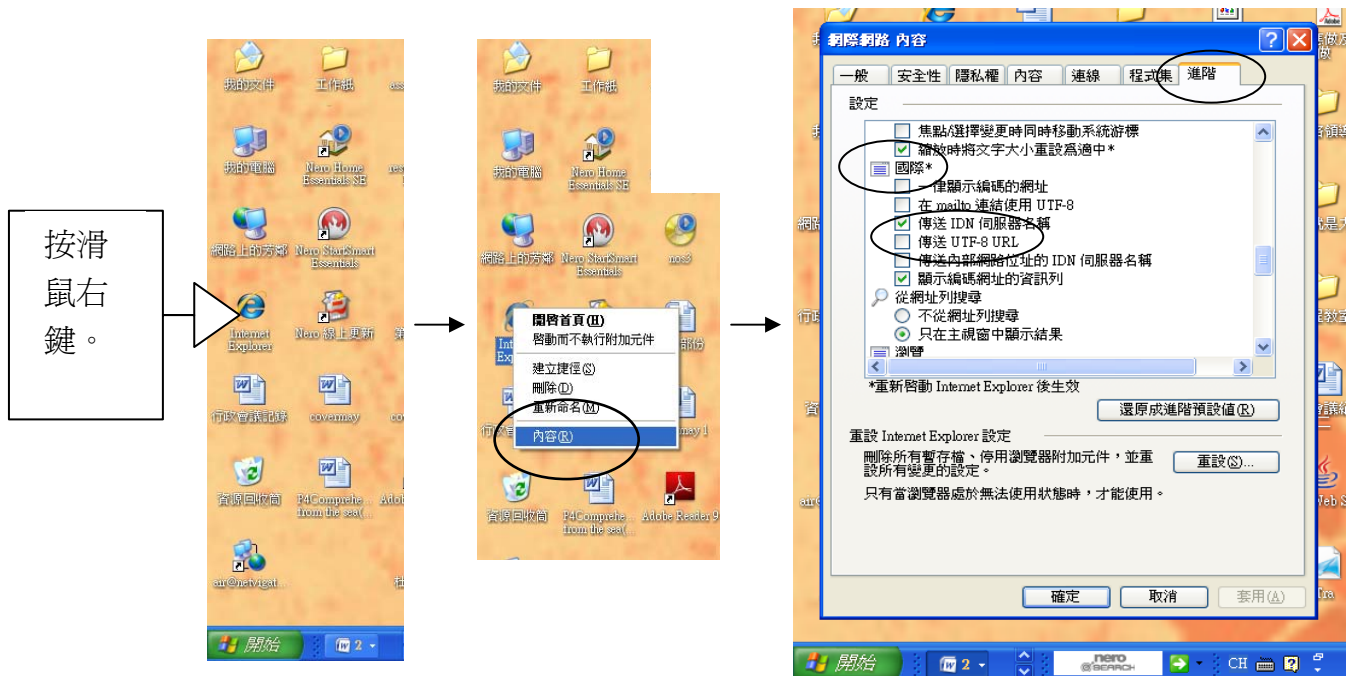 按滑
鼠右
鍵。
我的文件
工作紙
我的電腦
Nero Home
Essentials SE
網路上的芳鄰
Nero StartSmart
Essentials
Internet
Explorer
Nero 線上更新
行政會議記錄
covermay
資源回收筒
P4Comprehe...
from the sea(...
air@netvigat...
開始
2
我的文件
工作紙
我的電腦
Nero Home
Essentials SE
網路上的芳鄰
Nero StartSmart
Essentials
開啟首頁(H)
啟動而不執行附加元件
建立捷徑(S)
刪除(D)
重新命名(M)
內容(R)
資源回收筒
P4Comprehe...
from the sea(...
Adobe Reader 9
網際網路 內容
一般
安全性
隱私權
內容
連線
程式集
進階
設定
焦點/選擇變更時同時移動系統游標
縮放時將文字大小重設為適中*
國際*
一律顯示編碼的網址
在 mailto 連結使用 UTF-8
傳送 IDN 伺服器名稱
傳送 UTF-8 URL
傳送內部網路位址的 IDN 伺服器名稱
顯示編碼網址的資訊列
從網址列搜尋
不從網址列搜尋
只在主視窗中顯示結果
瀏覽
*重新啟動 Internet Explorer 後生效
還原成進階預設值(R)
重設 Internet Explorer 設定
刪除所有暫存檔、停用瀏覽器附加元件，並重
設所有變更的設定。
重設(S)...
只有當瀏覽器處於無法使用狀態時，才能使用。
確定
取消
套用(A)
開始
2
nero
SEARCH
CH